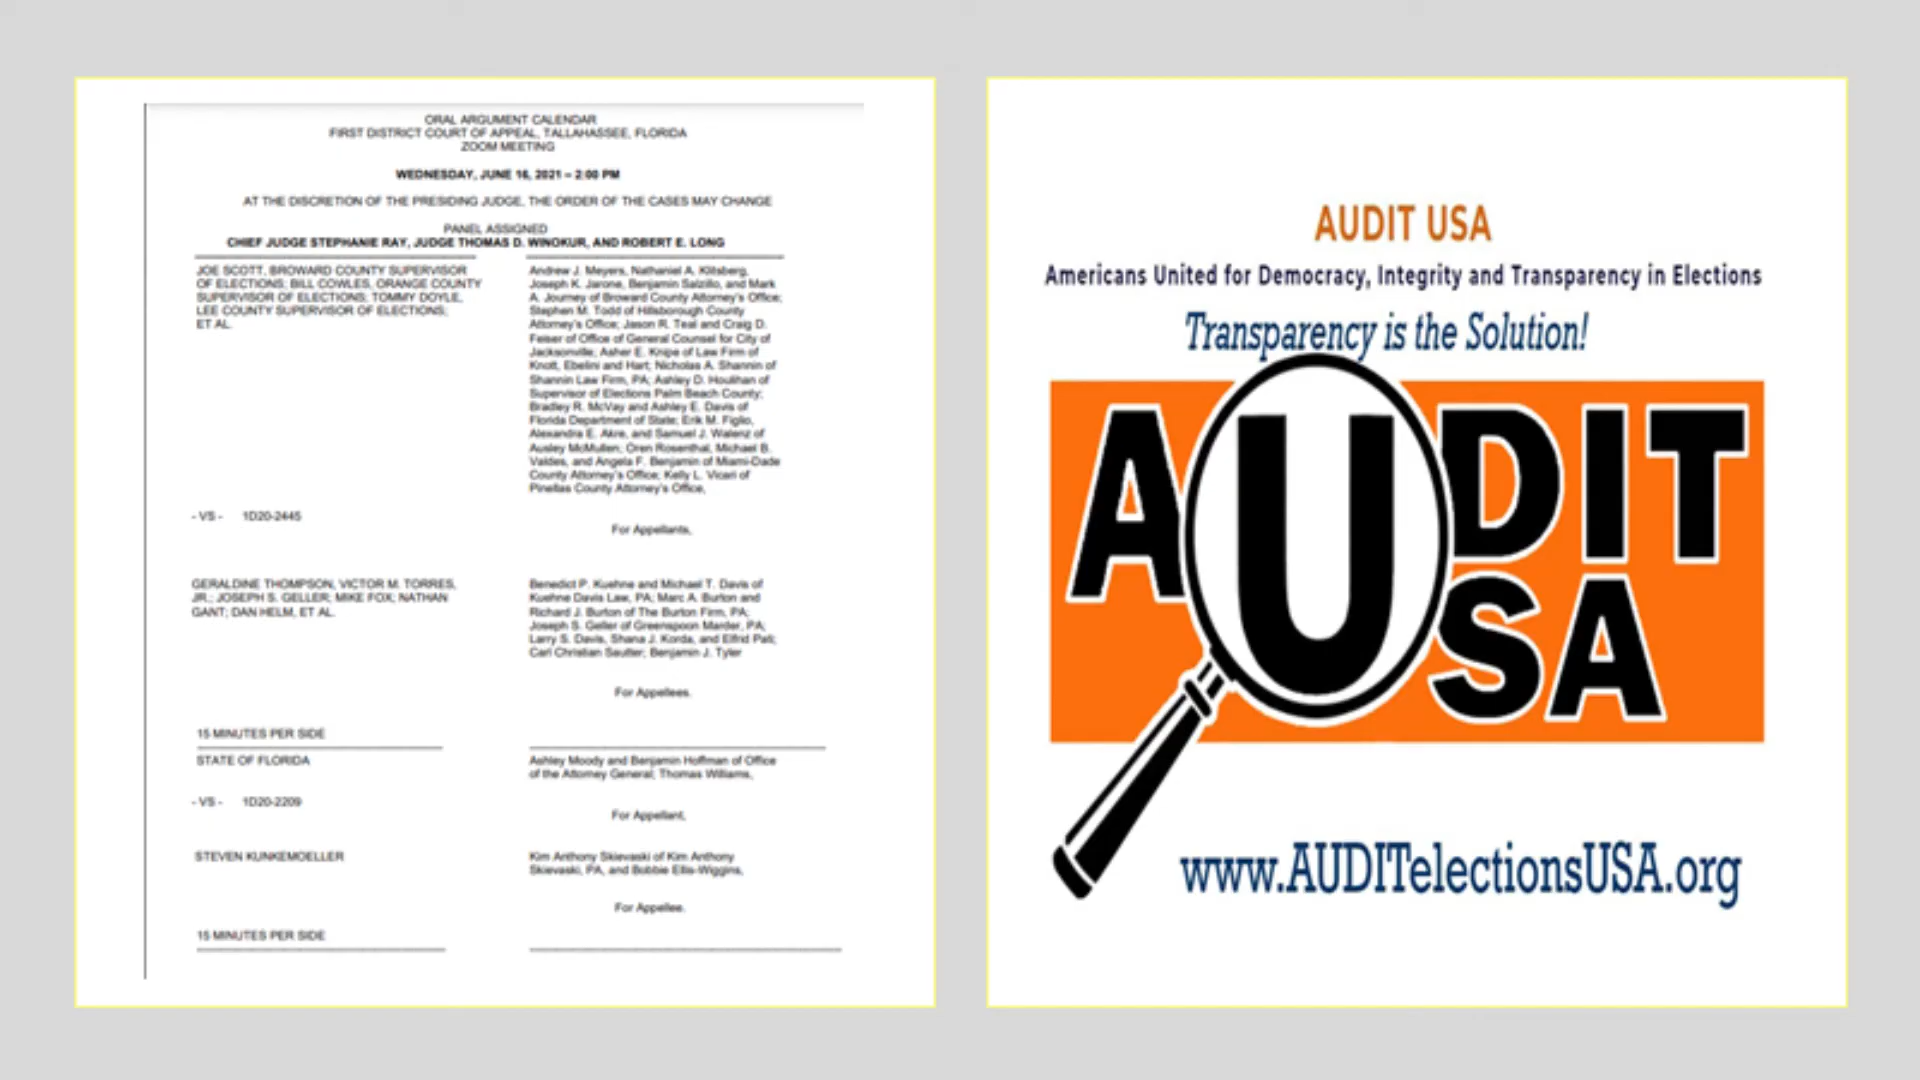 ORAL ARGUMENT CALENDAR
FIRST DISTRICT COURT OF APPEAL, TALLAHASSEE, FLORIDA
ZOOM MEETING
WEDNESDAY, JUNE 16, 2021 – 2:00 PM
AT THE DISCRETION OF THE PRESIDING JUDGE, THE ORDER OF THE CASES MAY CHANGE
PANEL ASSIGNED
CHIEF JUDGE STEPHANIE RAY, JUDGE THOMAS D. WINOKUR, AND ROBERT E. LONG
JOE SCOTT, BROWARD COUNTY SUPERVISOR
OF ELECTIONS; BILL COWLES, ORANGE COUNTY
SUPERVISOR OF ELECTIONS; TOMMY DOYLE,
LEE COUNTY SUPERVISOR OF ELECTIONS;
ET AL.
Andrew J. Meyers, Nathaniel A. Klitsberg,
Joseph K. Jarone, Benjamin Salzillo, and Mark
A. Journey of Broward County Attorney's Office;
Stephen M. Todd of Hillsborough County
Attorney's Office; Jason R. Teal and Craig D.
Feiser of Office of General Counsel for City of
Jacksonville; Asher E. Knipe of Law Firm of
Knott, Ebelini and Hart; Nicholas A. Shannin of
Shannin Law Firm, PA; Ashley D. Houlihan of
Supervisor of Elections Palm Beach County;
Bradley R. McVay and Ashley E. Davis of
Florida Department of State; Erik M. Figlio,
Alexandra E. Akre, and Samuel J. Walenz of
Ausley McMullen; Oren Rosenthal, Michael B.
Valdes, and Angela F. Benjamin of Miami-Dade
County Attorney's Office; Kelly L. Vicari of
Pinellas County Attorney's Office,
- VS - 1D20-2445
For Appellants,
GERALDINE THOMPSON, VICTOR M. TORRES,
JR.; JOSEPH S. GELLER; MIKE FOX; NATHAN
GANT; DAN HELM, ET AL.
Benedict P. Kuehne and Michael T. Davis of
Kuehne Davis Law, PA; Marc A. Burton and
Richard J. Burton of The Burton Firm, PA;
Joseph S. Geller of Greenspoon Marder, PA;
Larry S. Davis, Shana J. Korda, and Elfrid Pati;
Carl Christian Sautter; Benjamin J. Tyler
For Appellees.
15 MINUTES PER SIDE
STATE OF FLORIDA
Ashley Moody and Benjamin Hoffman of Office
of the Attorney General; Thomas Williams,
- VS - 1D20-2209
For Appellant,
STEVEN KUNKEMOELLER
Kim Anthony Skievaski of Kim Anthony
Skievaski, PA, and Bobbie Ellis-Wiggins,
For Appellee.
15 MINUTES PER SIDE
AUDIT USA
Americans United for Democracy, Integrity and Transparency in Elections
Transparency is the Solution!
AUDIT
USA
www.AUDITelectionsUSA.org